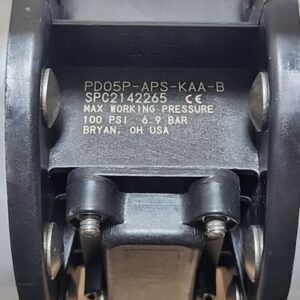 PD05P-APS-KAA-B
SPC2142265 CE
MAX WORKING PRESSURE
100 PSI 6.9 BAR
BRYAN, OH USA